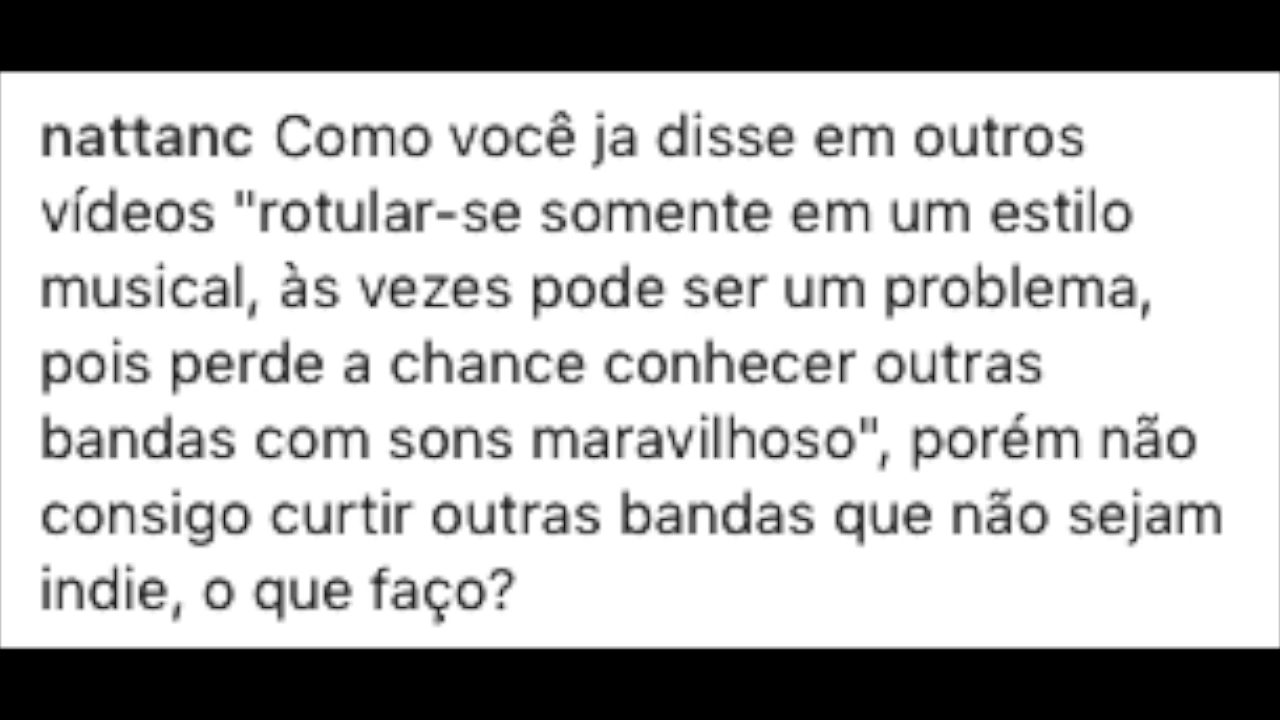 nattanc Como você ja disse em outros
vídeos "rotular-se somente em um estilo
musical, às vezes pode ser um problema,
pois perde a chance conhecer outras
bandas com sons maravilhoso", porém não
consigo curtir outras bandas que não sejam
indie, o que faço?